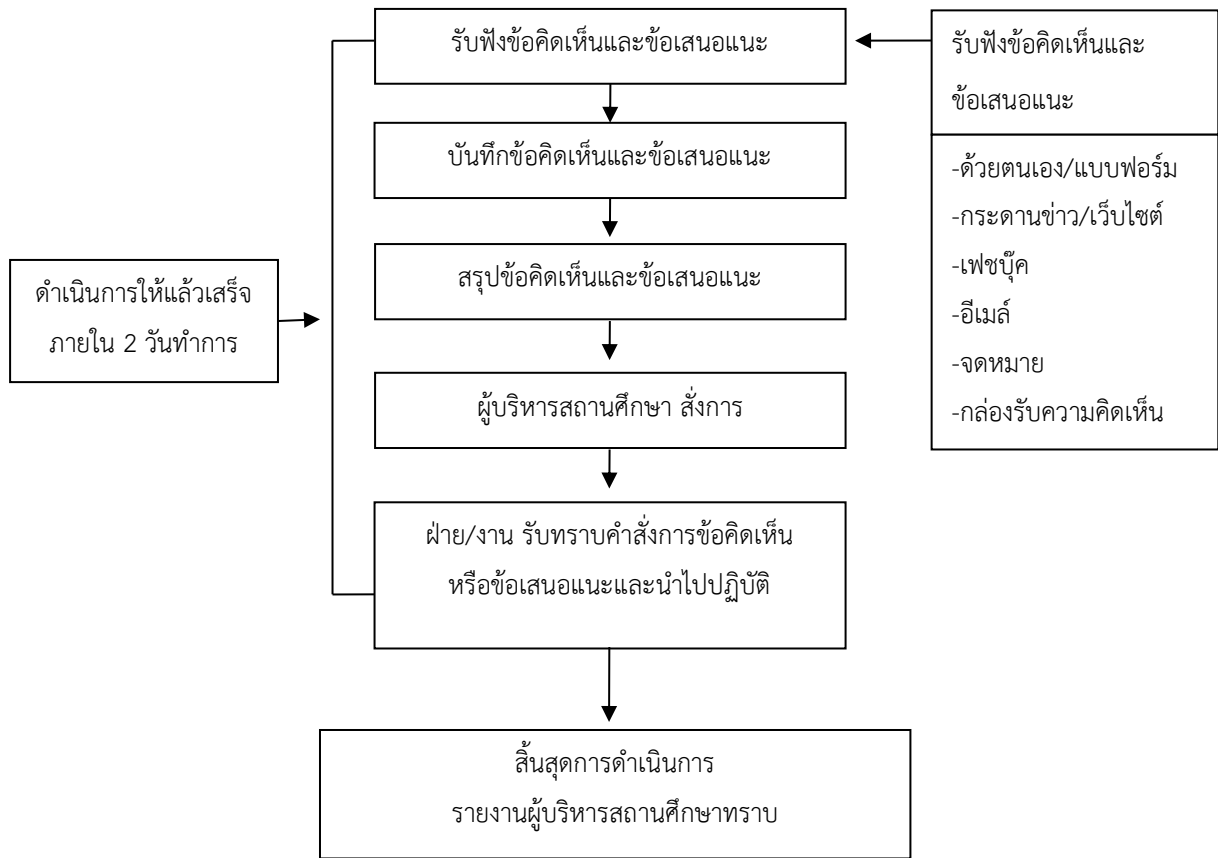 รับฟังข้อคิดเห็นและข้อเสนอแนะ
รับฟังข้อคิดเห็นและ
ข้อเสนอแนะ
-ด้วยตนเอง/แบบฟอร์ม
-กระดานข่าว/เว็บไซต์
-เฟชบุ๊ค
-อีเมล์
-จดหมาย
-กล่องรับความคิดเห็น
บันทึกข้อคิดเห็นและข้อเสนอแนะ
สรุปข้อคิดเห็นและข้อเสนอแนะ
ดำเนินการให้แล้วเสร็จ
ภายใน 2 วันทำการ
ผู้บริหารสถานศึกษา สั่งการ
ฝ่าย/งาน รับทราบคำสั่งการข้อคิดเห็น
หรือข้อเสนอแนะและนำไปปฏิบัติ
สิ้นสุดการดำเนินการ
รายงานผู้บริหารสถานศึกษาทราบ